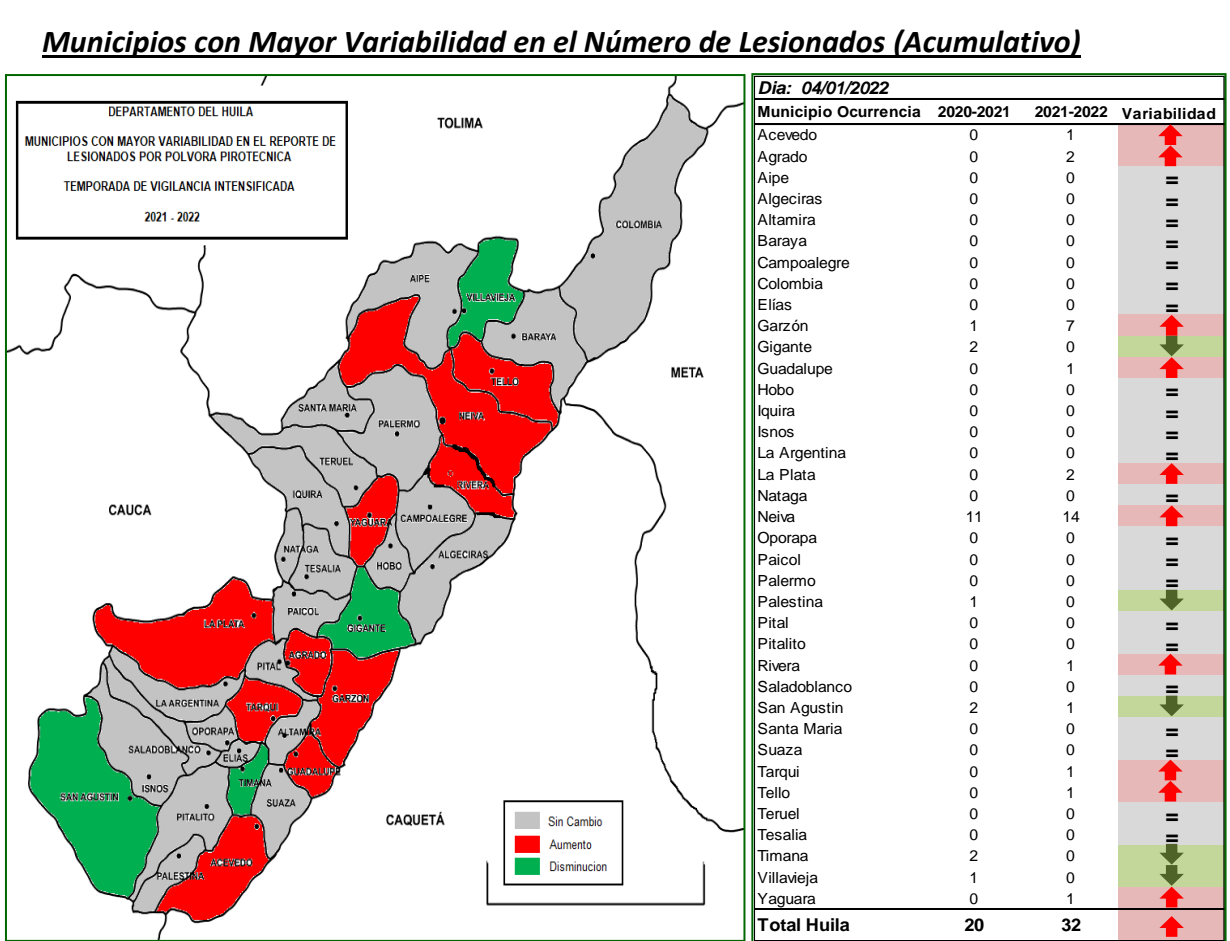 Municipios con Mayor Variabilidad en el Número de Lesionados (Acumulativo)
DEPARTAMENTO DEL HUILA
MUNICIPIOS CON MAYOR VARIABILIDAD EN EL REPORTE DE
LESIONADOS POR POLVORA PIROTECNICA
TEMPORADA DE VIGILANCIA INTENSIFICADA
2021 - 2022
TOLIMA
COLOMBIA
AIPE
VILLAVIEJA
BARAYA
META
TELLO
SANTA MARIA
NEIVA
PALERMO
TERUEL
RIVERA
IQUIRA
CAUCA
YAGUARA
CAMPOALEGRE
NATAGA
ALGECIRAS
TESALIA
HOBO
PAICOL
LA PLATA
GIGANTE
AGRADO
PITAL
GARZON
LA ARGENTINA
TARQUI
OPORAPA
ALTAMIRA
SALADOBLANCO
ELIAS
GUADALUPE
TIMANA
ISNOS
SAN AGUSTIN
SUAZA
PITALITO
CAQUETÁ
ACEVEDO
PALESTINA
Sin Cambio
Aumento
Disminucion
Dia: 04/01/2022
Municipio Ocurrencia 2020-2021 2021-2022 Variabilidad
Acevedo 0 1
Agrado 0 2
Aipe 0 0 =
Algeciras 0 0 =
Altamira 0 0 =
Baraya 0 0 =
Campoalegre 0 0 =
Colombia 0 0 =
Elías 0 0 =
Garzón 1 7
Gigante 2 0
Guadalupe 0 1
Hobo 0 0 =
Iquira 0 0 =
Isnos 0 0 =
La Argentina 0 0 =
La Plata 0 2
Nataga 0 0 =
Neiva 11 14
Oporapa 0 0 =
Paicol 0 0 =
Palermo 0 0 =
Palestina 1 0
Pital 0 0 =
Pitalito 0 0 =
Rivera 0 1
Saladoblanco 0 0 =
San Agustin 2 1
Santa Maria 0 0 =
Suaza 0 0 =
Tarqui 0 1
Tello 0 1
Teruel 0 0 =
Tesalia 0 0 =
Timana 2 0
Villavieja 1 0
Yaguara 0 1
Total Huila 20 32